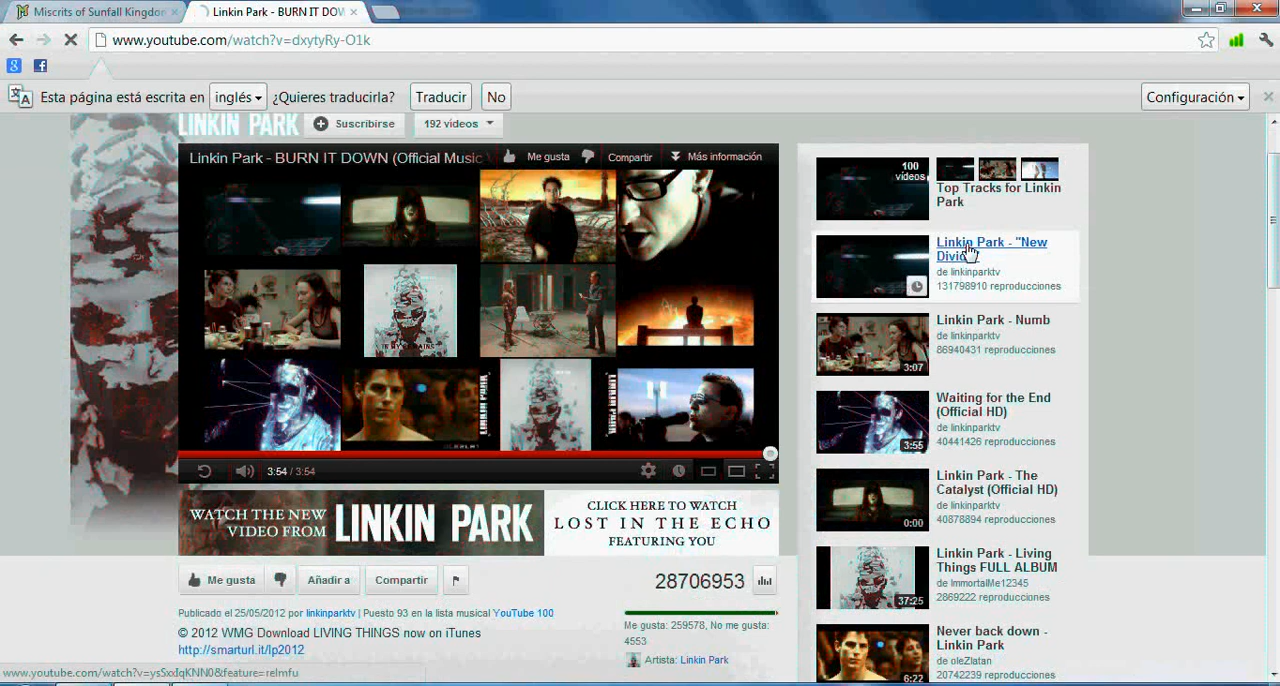 Miscrits of Sunfall Kingdom
Linkin Park - BURN IT DOW
www.youtube.com/watch?v=dxytyRy-O1k
Esta página está escrita en inglés ¿Quieres traducirla? Traducir No Configuración
LINKIN PARK Suscribirse 192 videos
Linkin Park - BURN IT DOWN (Official Music V Me gusta Compartir Más información
3:54 / 3:54
WATCH THE NEW
VIDEO FROM LINKIN PARK
CLICK HERE TO WATCH
LOST IN THE ECHO
FEATURING YOU
Me gusta Añadir a Compartir 28706953
Publicado el 25/05/2012 por linkinparktv | Puesto 93 en la lista musical YouTube 100
© 2012 WMG Download LIVING THINGS now on iTunes
http://smarturl.it/lp2012
Me gusta: 259578, No me gusta:
4553
Artista: Linkin Park
100
vídeos
Top Tracks for Linkin
Park
Linkin Park - "New
de linkinparktv
131798910 reproducciones
Linkin Park - Numb
de linkinparktv
86940431 reproducciones
3:07
Waiting for the End
(Official HD)
de linkinparktv
40441426 reproducciones
3:55
Linkin Park - The
Catalyst (Official HD)
de linkinparktv
40878894 reproducciones
0:00
Linkin Park - Living
Things FULL ALBUM
de ImmortalMe12345
2869222 reproducciones
37:25
Never back down -
Linkin Park
de oleZlatan
20742239 reproducciones
6:22
www.youtube.com/watch?v=ysSxxIqKNN0&feature=relmfu